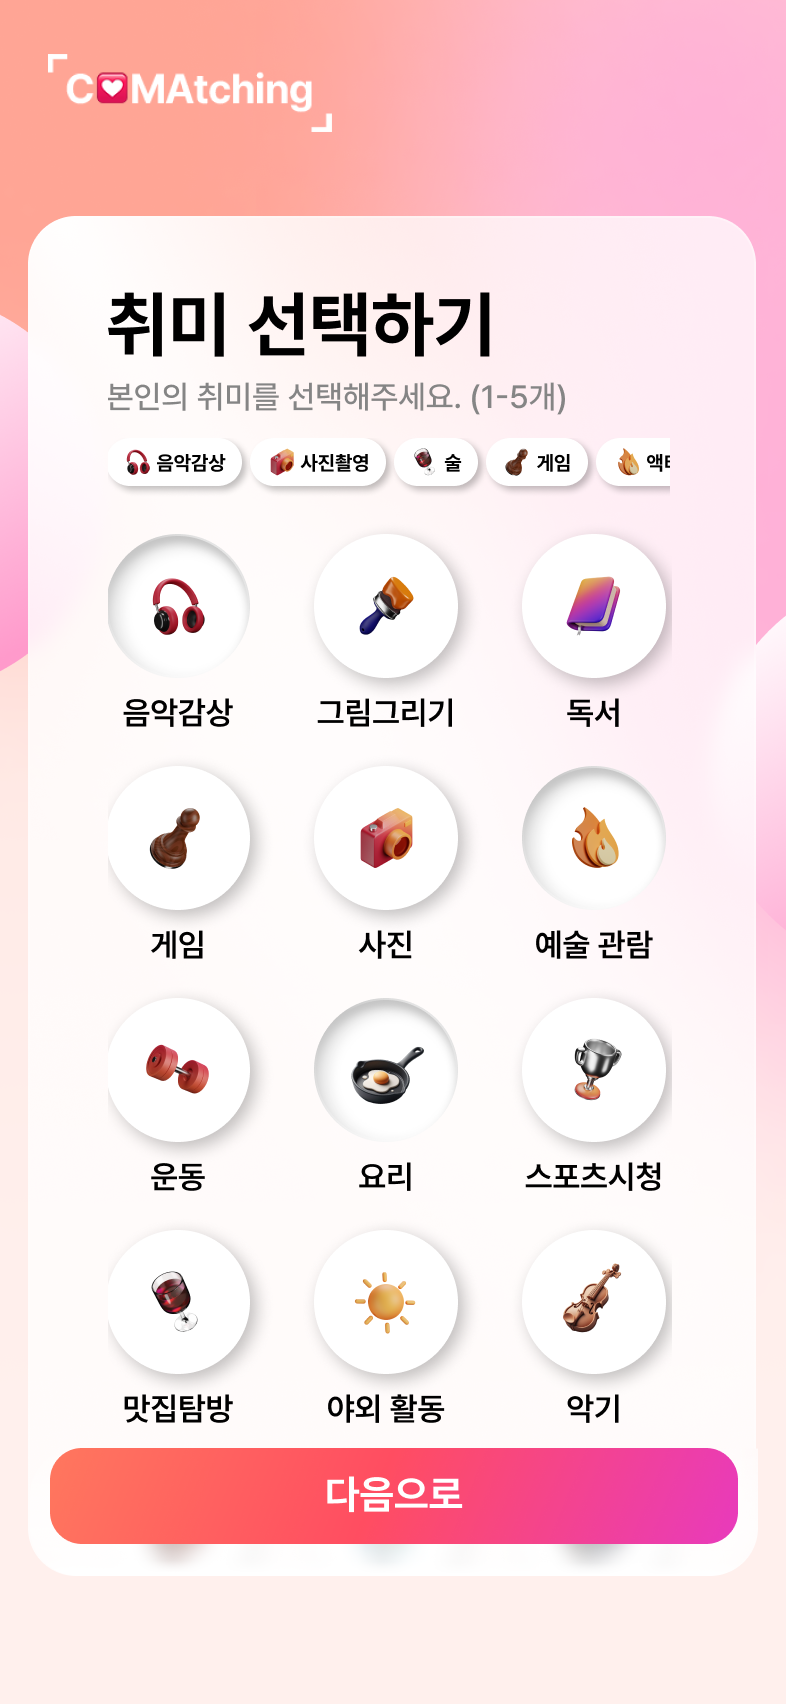 COMAtching
취미 선택하기
본인의 취미를 선택해주세요. (1-5개)
음악감상 사진촬영 술 게임
음악감상 그림그리기 독서
게임 사진 예술 관람
운동 요리 스포츠시청
맛집탐방 야외 활동 악기
다음으로